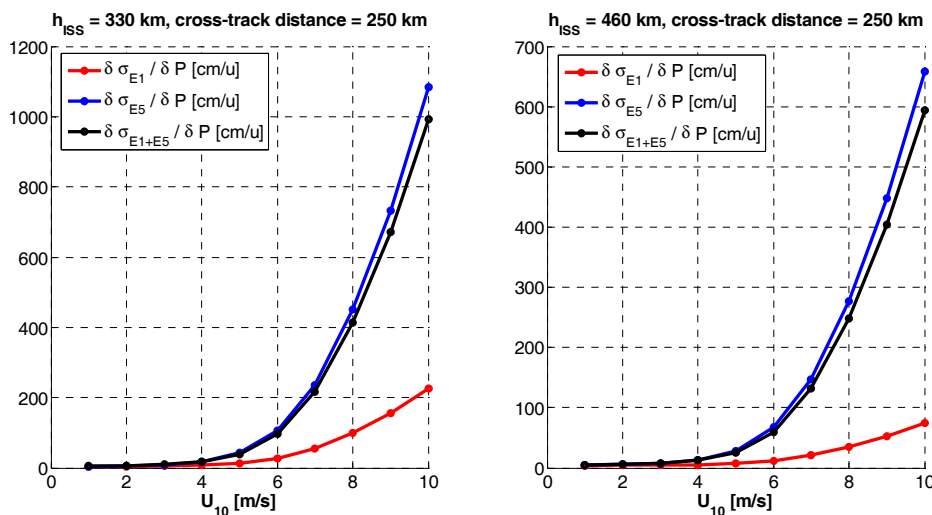 h_ISS = 330 km, cross-track distance = 250 km
1200
1000
800
600
400
200
0
δ σ_E1 / δ P [cm/u]
δ σ_E5 / δ P [cm/u]
δ σ_E1+E5 / δ P [cm/u]
0 2 4 6 8 10
U_10 [m/s]
h_ISS = 460 km, cross-track distance = 250 km
700
600
500
400
300
200
100
0
δ σ_E1 / δ P [cm/u]
δ σ_E5 / δ P [cm/u]
δ σ_E1+E5 / δ P [cm/u]
0 2 4 6 8 10
U_10 [m/s]